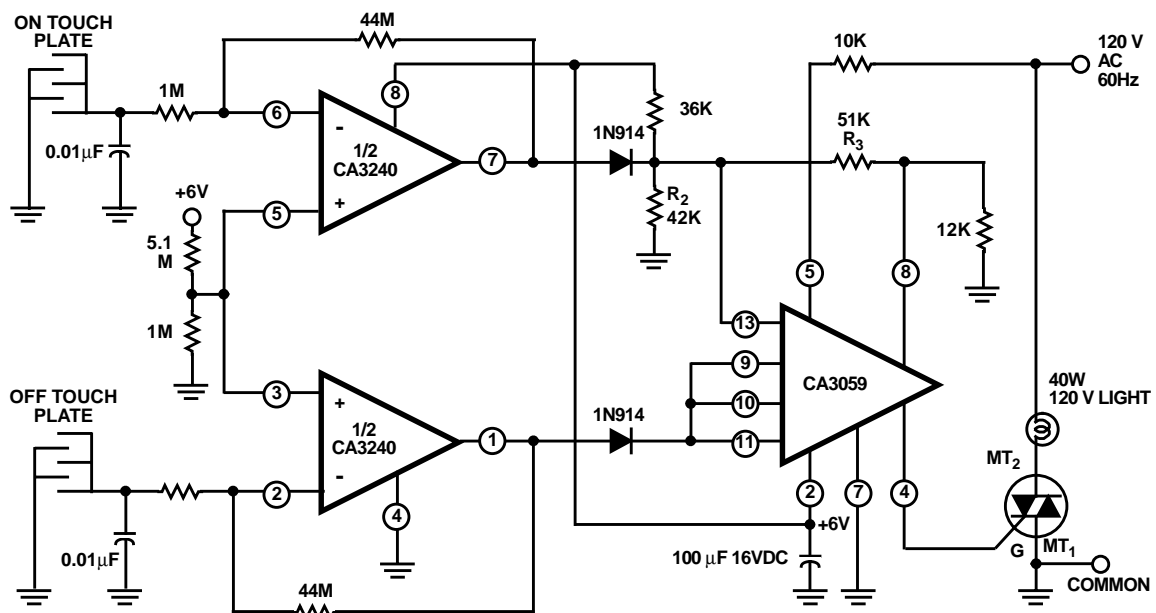 ON TOUCH
PLATE
44M
1M
0.01µF
6
-
8
1/2
CA3240
7
5
+
+6V
5.1
M
1M
36K
1N914
R2
42K
10K
120 V
AC
60Hz
51K
R3
12K
5
8
13
9
10
11
CA3059
2
7
4
+6V
100 µF 16VDC
40W
120 V LIGHT
MT2
G
MT1
COMMON
OFF TOUCH
PLATE
3
+
1/2
CA3240
1
-
2
4
1N914
0.01µF
44M